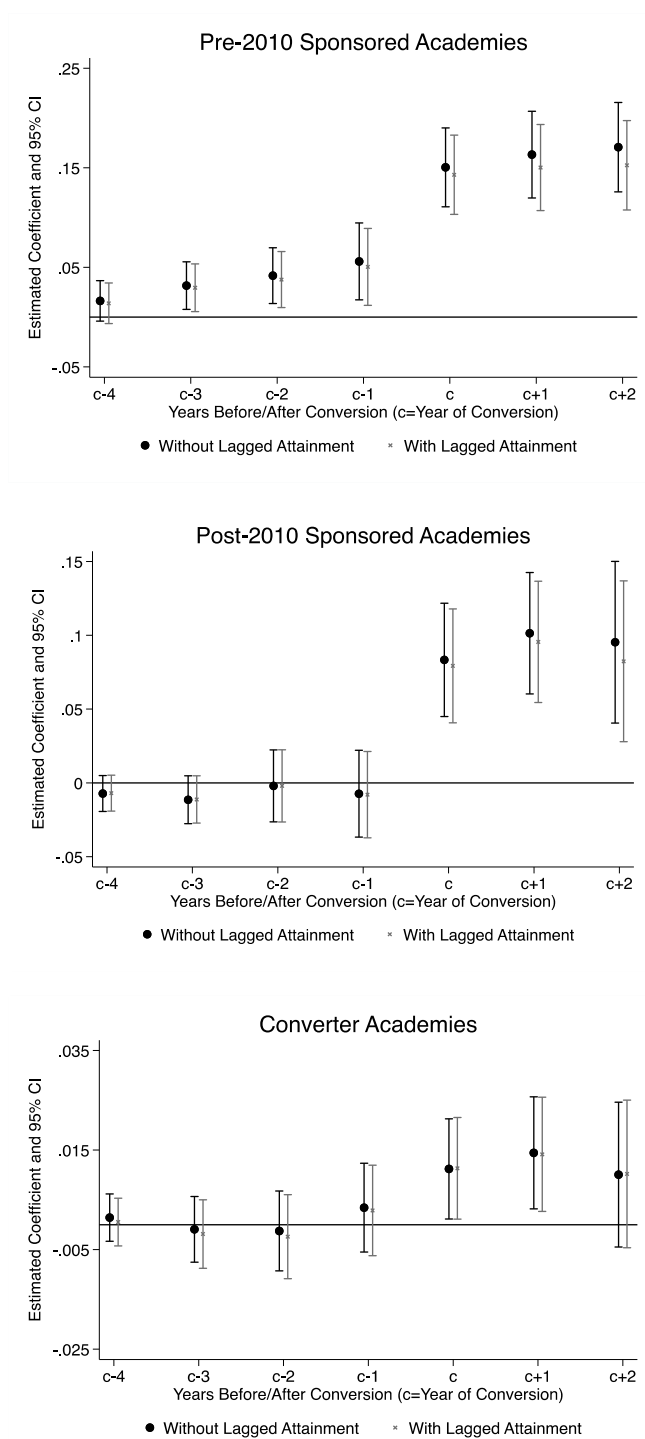 Pre-2010 Sponsored Academies
Estimated Coefficient and 95% CI
.25
.15
.05
-.05
c-4 c-3 c-2 c-1 c c+1 c+2
Years Before/After Conversion (c=Year of Conversion)
Without Lagged Attainment With Lagged Attainment
Post-2010 Sponsored Academies
Estimated Coefficient and 95% CI
.15
.1
.05
0
-.05
c-4 c-3 c-2 c-1 c c+1 c+2
Years Before/After Conversion (c=Year of Conversion)
Without Lagged Attainment With Lagged Attainment
Converter Academies
Estimated Coefficient and 95% CI
.035
.015
-.005
-.025
c-4 c-3 c-2 c-1 c c+1 c+2
Years Before/After Conversion (c=Year of Conversion)
Without Lagged Attainment With Lagged Attainment